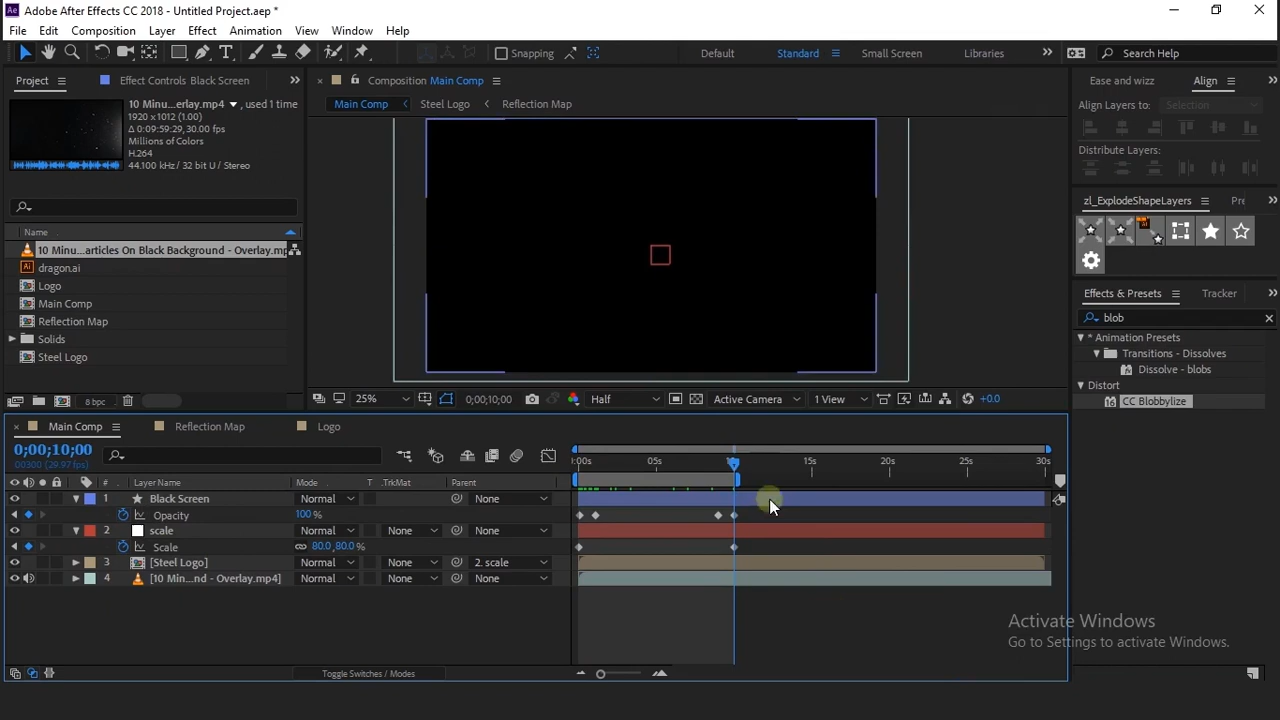 Adobe After Effects CC 2018 - Untitled Project.aep *
File Edit Composition Layer Effect Animation View Window Help
Snapping Default Standard Small Screen Libraries Search Help
Project Effect Controls Black Screen
10 Minu...erlay.mp4 , used 1 time
1920 x 1012 (1.00)
Δ 0:09:59:29, 30.00 fps
Millions of Colors
H.264
44.100 kHz / 32 bit U / Stereo
Name
10 Minu...articles On Black Background - Overlay.mp
dragon.ai
Logo
Main Comp
Reflection Map
Solids
Steel Logo
8 bpc
Composition Main Comp
Main Comp Steel Logo Reflection Map
25% 0;00;10;00 Half Active Camera 1 View +0.0
Ease and wizz Align
Align Layers to: Selection
Distribute Layers:
zl_ExplodeShapeLayers Pre
Effects & Presets Tracker
blob
* Animation Presets
Transitions - Dissolves
Dissolve - blobs
Distort
CC Blobbylize
Main Comp Reflection Map Logo
0;00;10;00
00300 (29.97 fps)
:00s 05s 15s 20s 25s 30s
# Layer Name Mode T .TrkMat Parent
1 Black Screen Normal None
Opacity 100 %
2 scale Normal None None
Scale 80.0,80.0%
3 [Steel Logo] Normal None 2. scale
4 [10 Min...nd - Overlay.mp4] Normal None None
Toggle Switches / Modes
Activate Windows
Go to Settings to activate Windows.